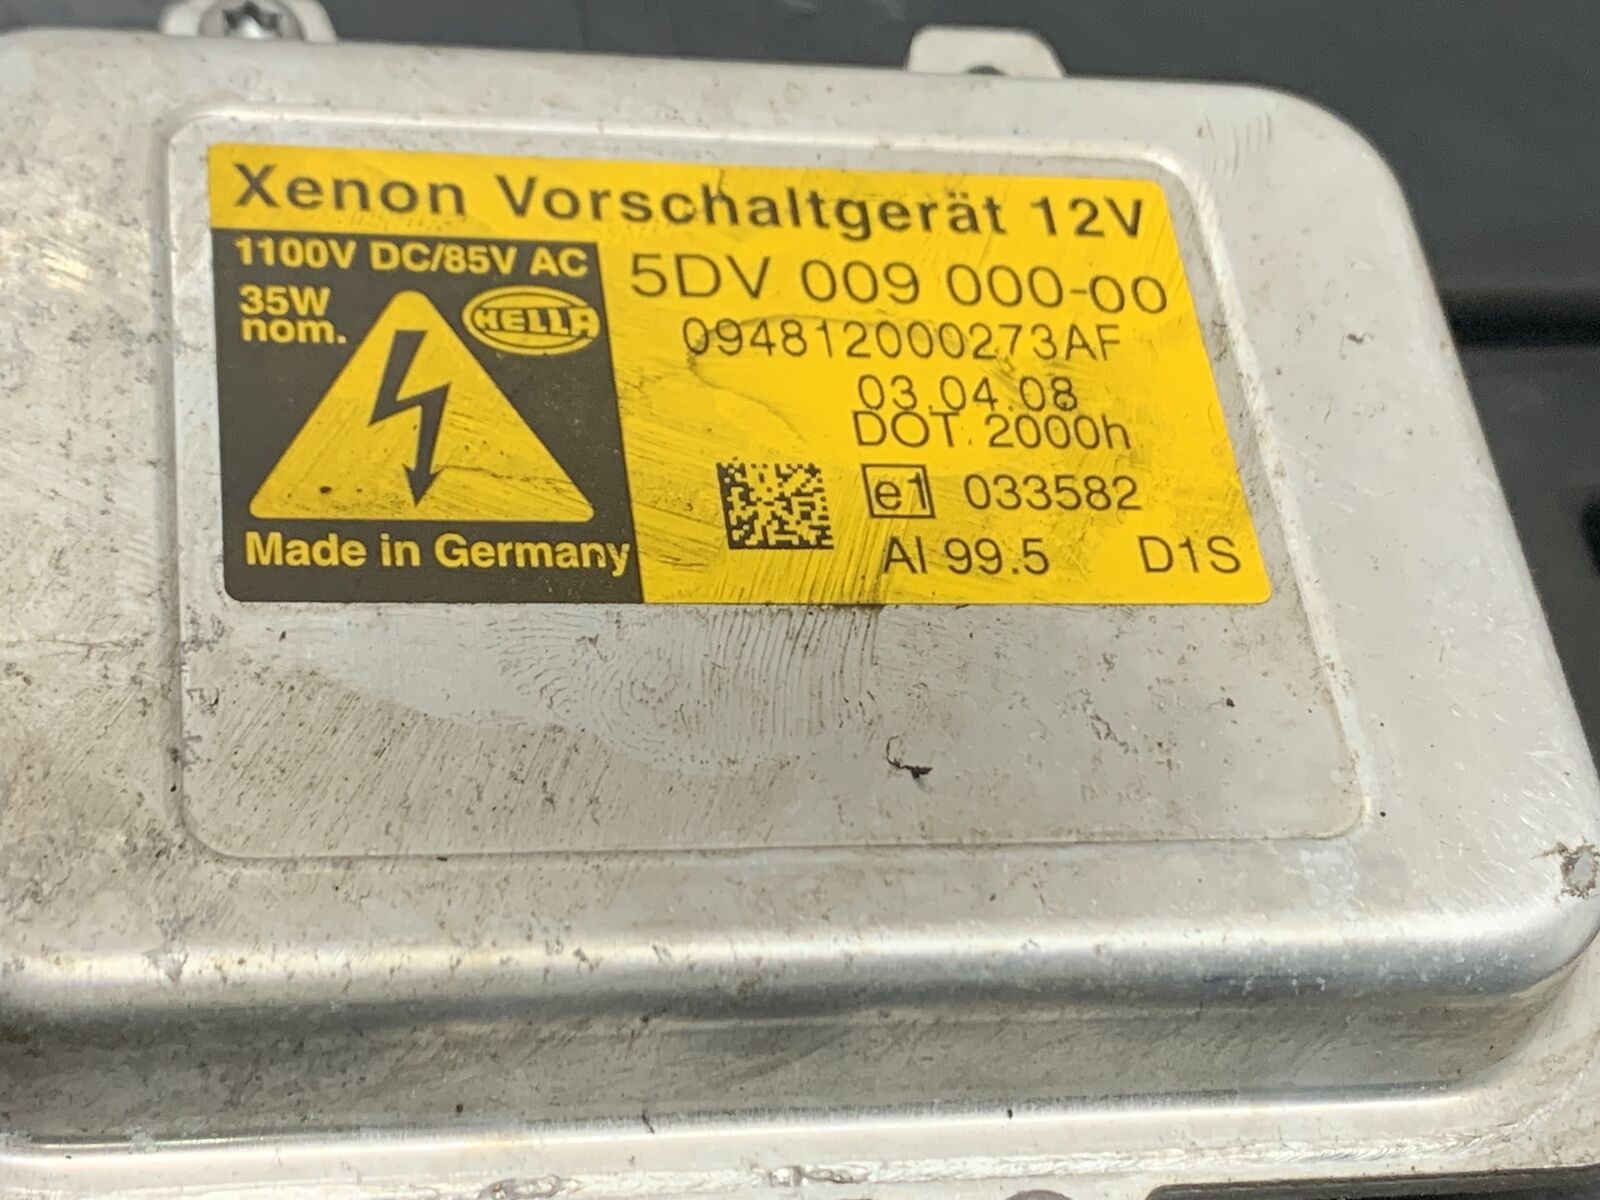 Xenon Vorschaltgerät 12V
1100V DC/85V AC
35W
nom.
HELLA
Made in Germany
5DV 009 000-00
094812000273AF
03.04.08
DOT. 2000h
e1 033582
Al 99.5 D1S